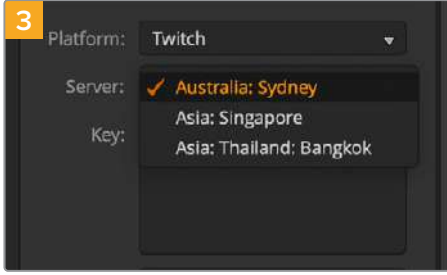 3
Platform: Twitch
Server: Australia: Sydney
Asia: Singapore
Key:
Asia: Thailand: Bangkok